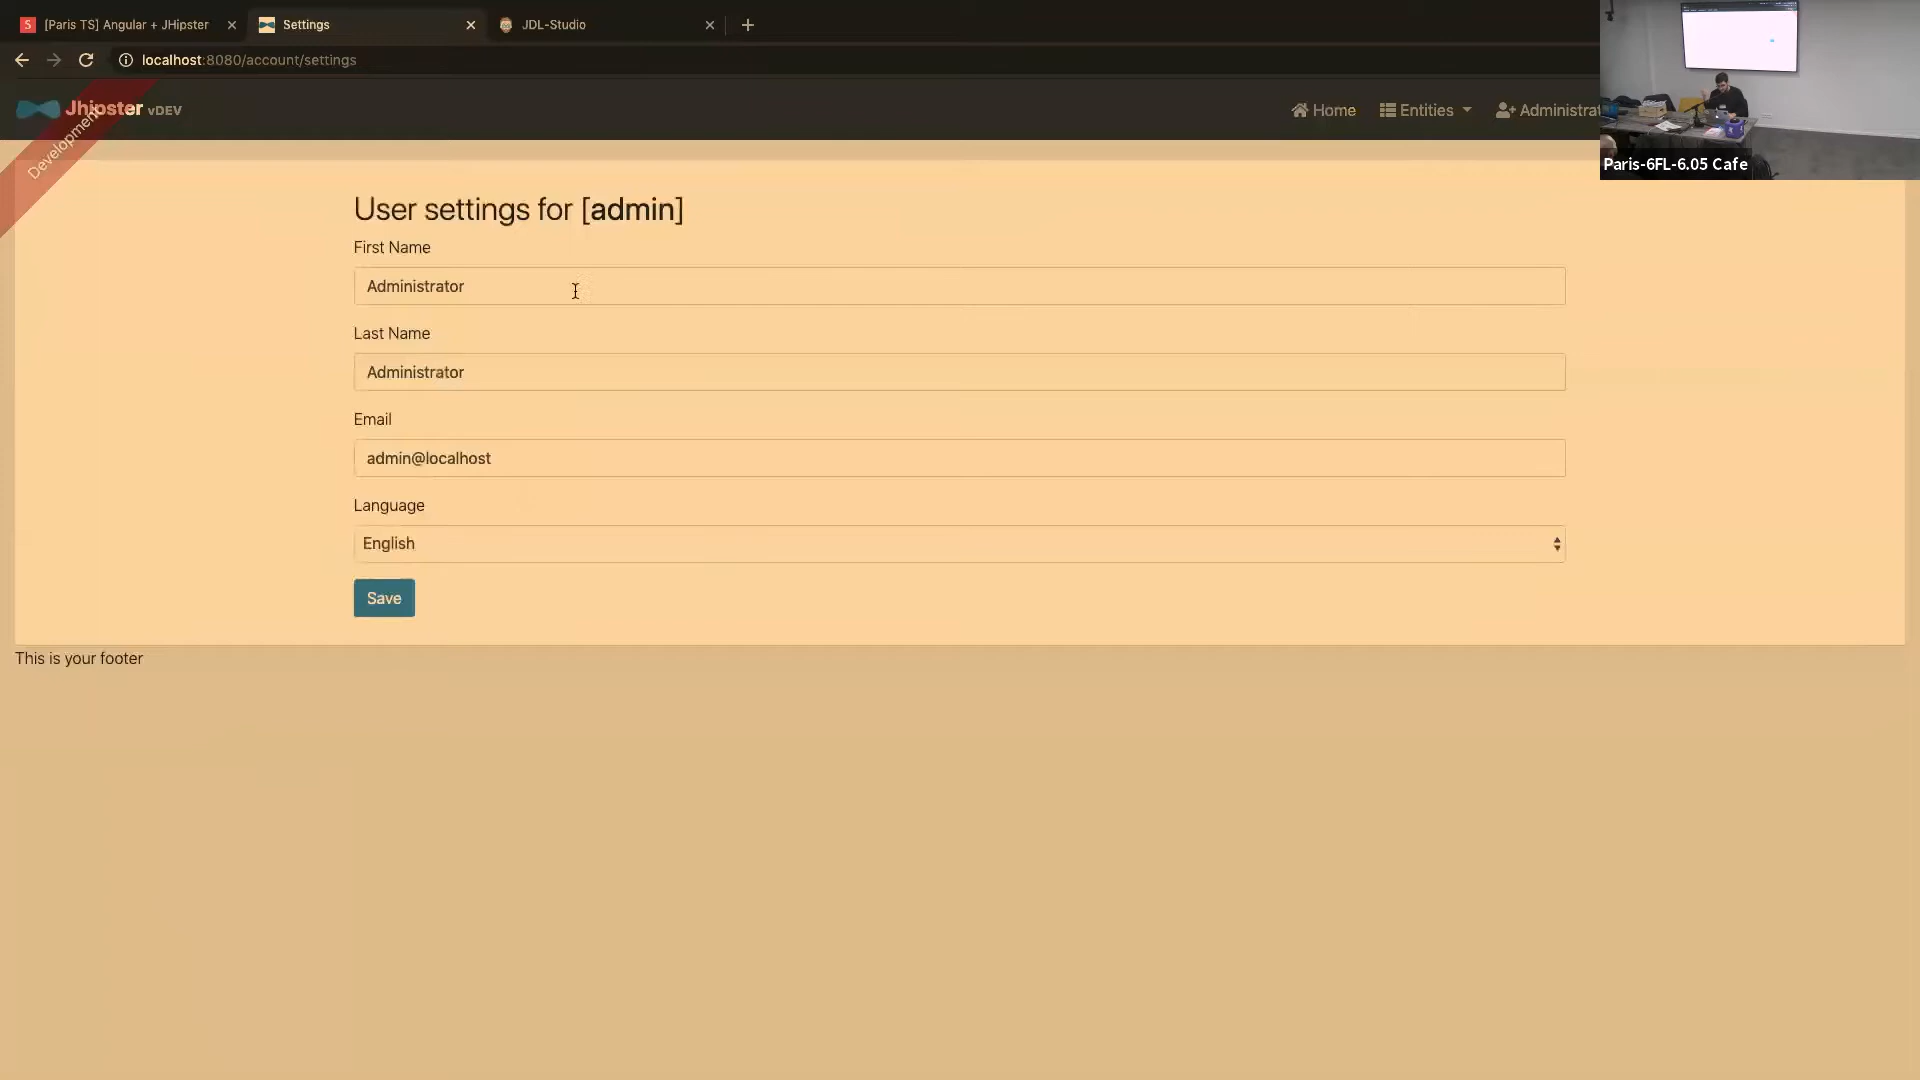 [Paris TS] Angular + JHipster
Settings
JDL-Studio
localhost:8080/account/settings
Jhipster vDEV
Development
Home
Entities
Administrat
Paris-6FL-6.05 Cafe
User settings for [admin]
First Name
Administrator
Last Name
Administrator
Email
admin@localhost
Language
English
Save
This is your footer